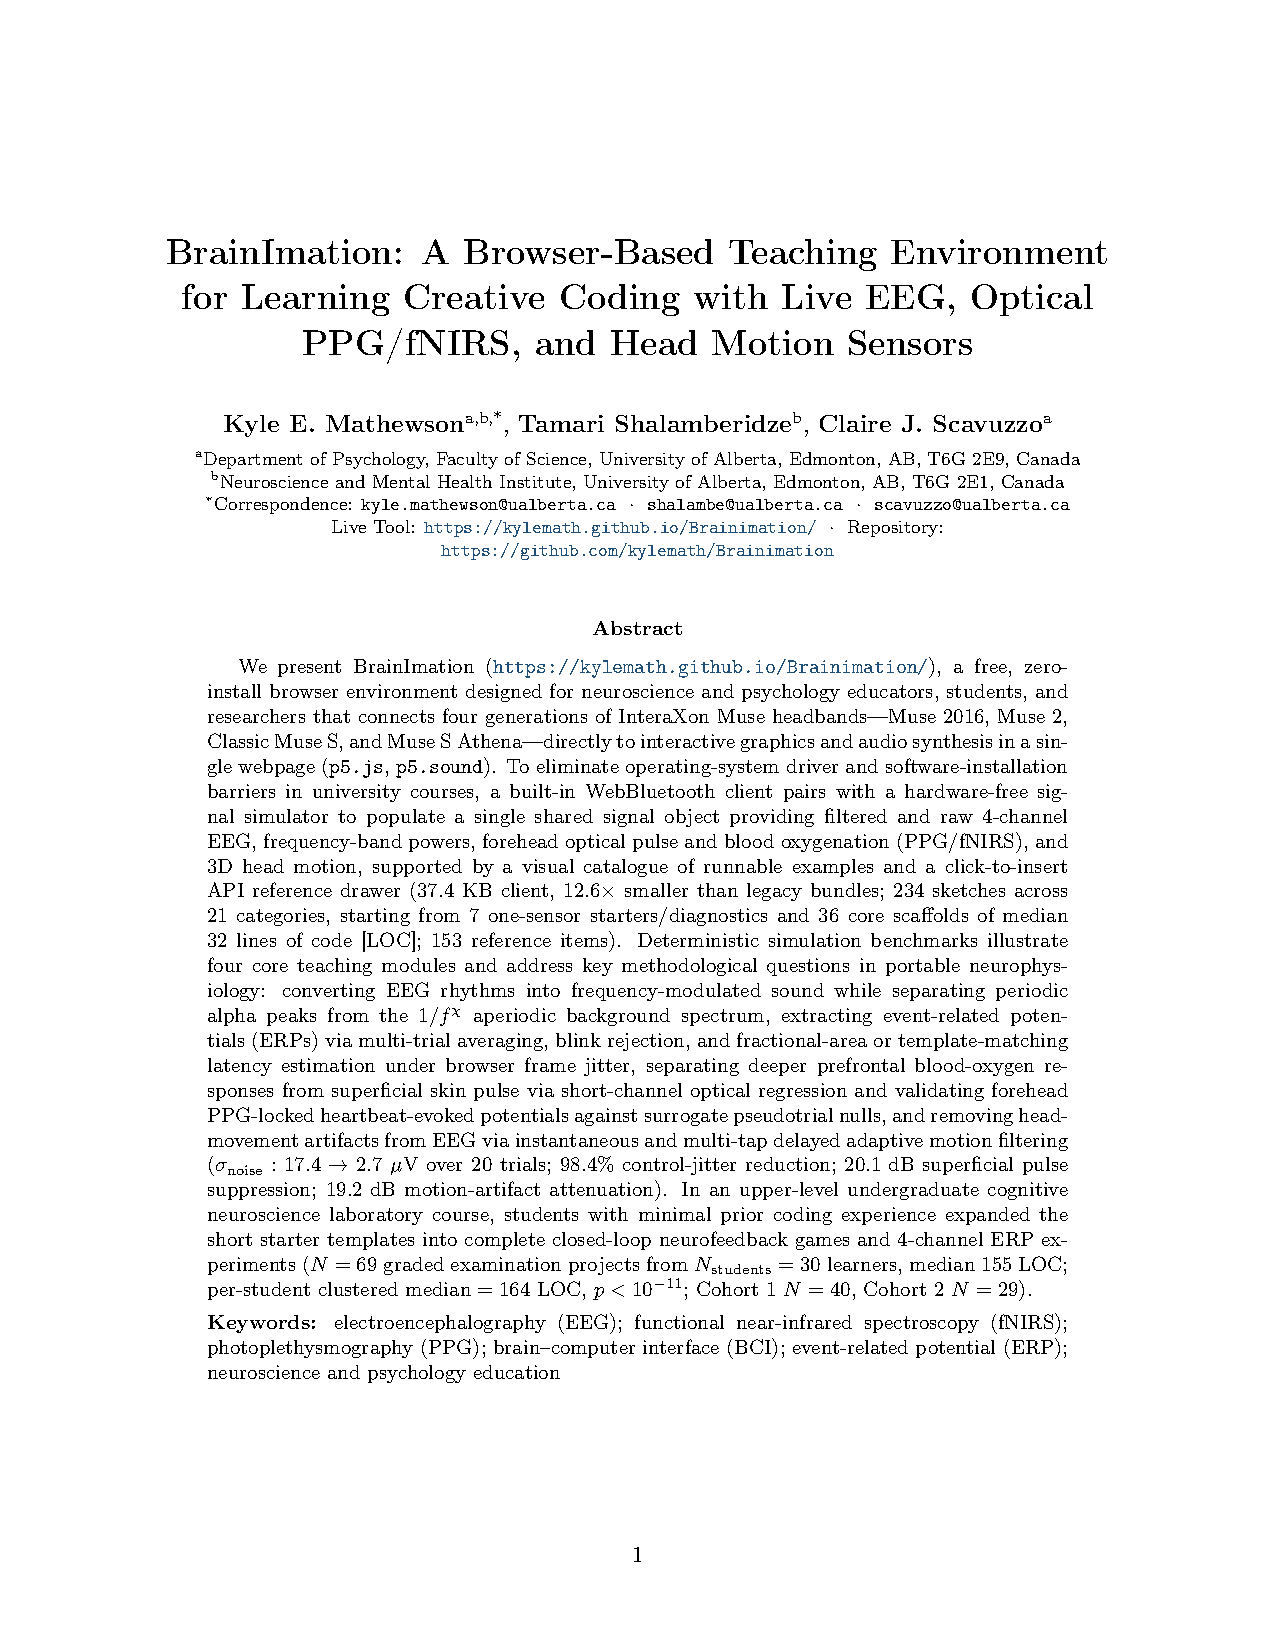 BrainImation: A Browser-Based Teaching Environment
for Learning Creative Coding with Live EEG, Optical
PPG/fNIRS, and Head Motion Sensors
Kyle E. Mathewson^a,b,*, Tamari Shalamberidze^b, Claire J. Scavuzzo^a
^aDepartment of Psychology, Faculty of Science, University of Alberta, Edmonton, AB, T6G 2E9, Canada
^bNeuroscience and Mental Health Institute, University of Alberta, Edmonton, AB, T6G 2E1, Canada
*Correspondence: kyle.mathewson@ualberta.ca · shalambe@ualberta.ca · scavuzzo@ualberta.ca
Live Tool: https://kylemath.github.io/Brainimation/ · Repository:
https://github.com/kylemath/Brainimation
Abstract
We present BrainImation (https://kylemath.github.io/Brainimation/), a free, zero-
install browser environment designed for neuroscience and psychology educators, students, and
researchers that connects four generations of InteraXon Muse headbands—Muse 2016, Muse 2,
Classic Muse S, and Muse S Athena—directly to interactive graphics and audio synthesis in a sin-
gle webpage (p5.js, p5.sound). To eliminate operating-system driver and software-installation
barriers in university courses, a built-in WebBluetooth client pairs with a hardware-free sig-
nal simulator to populate a single shared signal object providing filtered and raw 4-channel
EEG, frequency-band powers, forehead optical pulse and blood oxygenation (PPG/fNIRS), and
3D head motion, supported by a visual catalogue of runnable examples and a click-to-insert
API reference drawer (37.4 KB client, 12.6× smaller than legacy bundles; 234 sketches across
21 categories, starting from 7 one-sensor starters/diagnostics and 36 core scaffolds of median
32 lines of code [LOC]; 153 reference items). Deterministic simulation benchmarks illustrate
four core teaching modules and address key methodological questions in portable neurophys-
iology: converting EEG rhythms into frequency-modulated sound while separating periodic
alpha peaks from the 1/f^χ aperiodic background spectrum, extracting event-related poten-
tials (ERPs) via multi-trial averaging, blink rejection, and fractional-area or template-matching
latency estimation under browser frame jitter, separating deeper prefrontal blood-oxygen re-
sponses from superficial skin pulse via short-channel optical regression and validating forehead
PPG-locked heartbeat-evoked potentials against surrogate pseudotrial nulls, and removing head-
movement artifacts from EEG via instantaneous and multi-tap delayed adaptive motion filtering
(σ_noise : 17.4 → 2.7 μV over 20 trials; 98.4% control-jitter reduction; 20.1 dB superficial pulse
suppression; 19.2 dB motion-artifact attenuation). In an upper-level undergraduate cognitive
neuroscience laboratory course, students with minimal prior coding experience expanded the
short starter templates into complete closed-loop neurofeedback games and 4-channel ERP ex-
periments (N = 69 graded examination projects from N_students = 30 learners, median 155 LOC;
per-student clustered median = 164 LOC, p < 10^−11; Cohort 1 N = 40, Cohort 2 N = 29).
Keywords: electroencephalography (EEG); functional near-infrared spectroscopy (fNIRS);
photoplethysmography (PPG); brain–computer interface (BCI); event-related potential (ERP);
neuroscience and psychology education
1